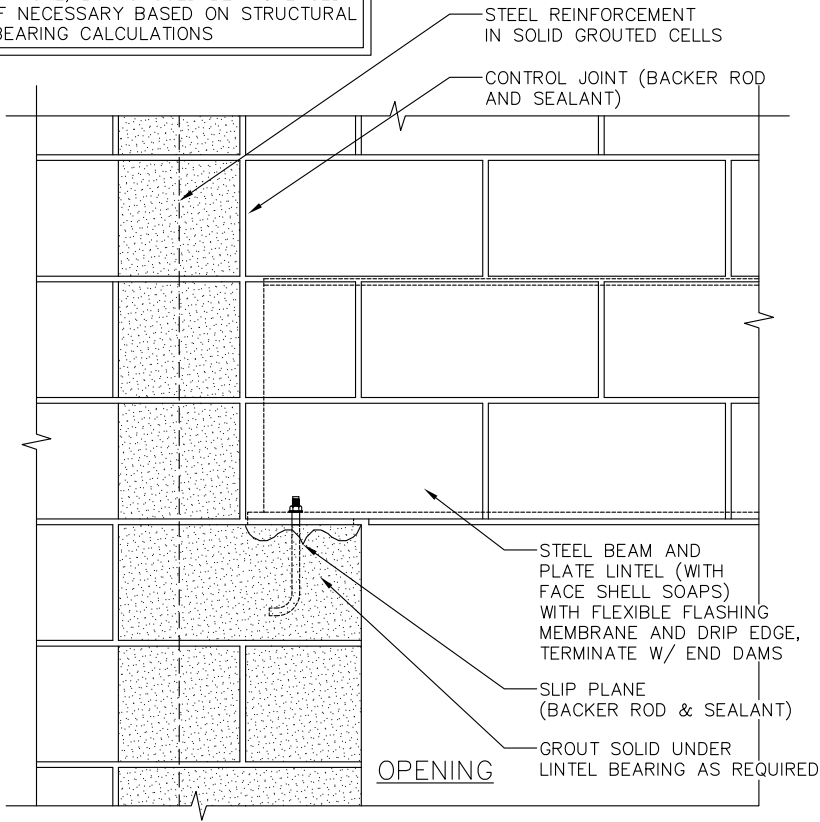 F NECESSARY BASED ON STRUCTURAL
BEARING CALCULATIONS
STEEL REINFORCEMENT
IN SOLID GROUTED CELLS
CONTROL JOINT (BACKER ROD
AND SEALANT)
STEEL BEAM AND
PLATE LINTEL (WITH
FACE SHELL SOAPS)
WITH FLEXIBLE FLASHING
MEMBRANE AND DRIP EDGE,
TERMINATE W/ END DAMS
SLIP PLANE
(BACKER ROD & SEALANT)
GROUT SOLID UNDER
LINTEL BEARING AS REQUIRED
OPENING